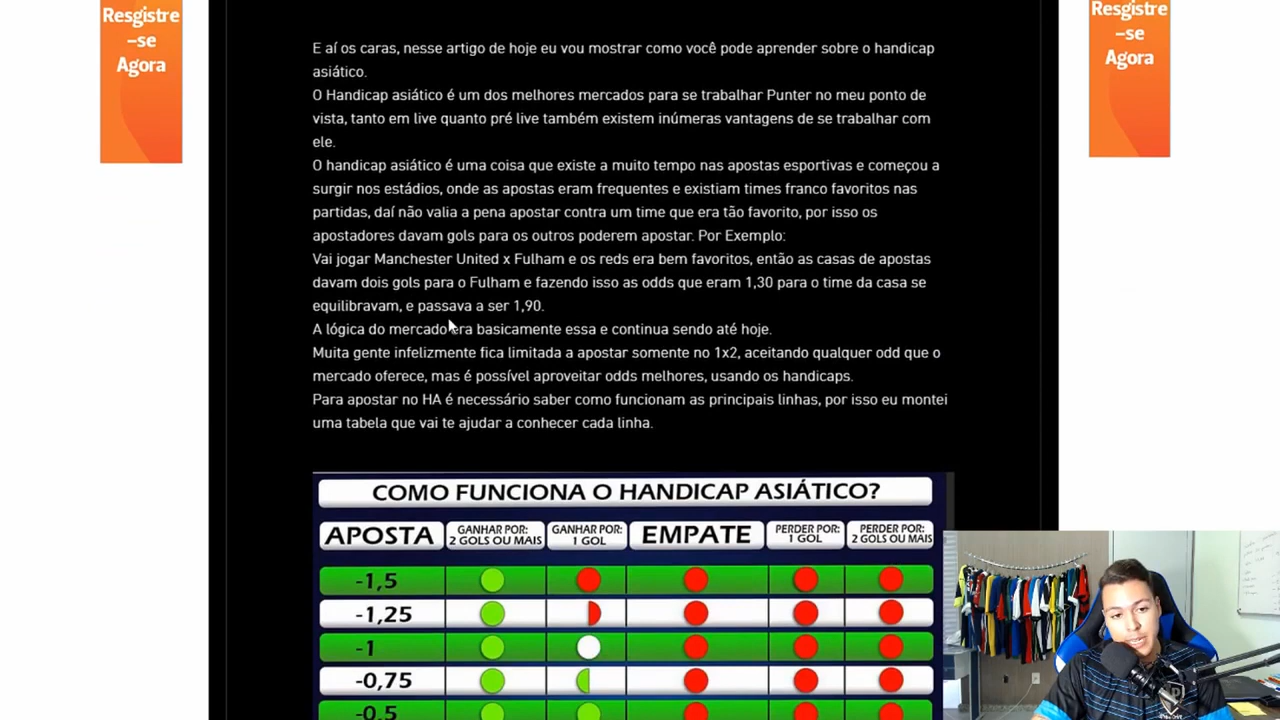 Resgistre
-se
Agora
Resgistre
-se
Agora
E aí os caras, nesse artigo de hoje eu vou mostrar como você pode aprender sobre o handicap
asiático.
O Handicap asiático é um dos melhores mercados para se trabalhar Punter no meu ponto de
vista, tanto em live quanto pré live também existem inúmeras vantagens de se trabalhar com
ele.
O handicap asiático é uma coisa que existe a muito tempo nas apostas esportivas e começou a
surgir nos estádios, onde as apostas eram frequentes e existiam times franco favoritos nas
partidas, daí não valia a pena apostar contra um time que era tão favorito, por isso os
apostadores davam gols para os outros poderem apostar. Por Exemplo:
Vai jogar Manchester United x Fulham e os reds era bem favoritos, então as casas de apostas
davam dois gols para o Fulham e fazendo isso as odds que eram 1,30 para o time da casa se
equilibravam, e passava a ser 1,90.
A lógica do mercado era basicamente essa e continua sendo até hoje.
Muita gente infelizmente fica limitada a apostar somente no 1x2, aceitando qualquer odd que o
mercado oferece, mas é possível aproveitar odds melhores, usando os handicaps.
Para apostar no HA é necessário saber como funcionam as principais linhas, por isso eu montei
uma tabela que vai te ajudar a conhecer cada linha.
COMO FUNCIONA O HANDICAP ASIÁTICO?
APOSTA GANHAR POR: 2 GOLS OU MAIS GANHAR POR: 1 GOL EMPATE PERDER POR: 1 GOL PERDER POR: 2 GOLS OU MAIS
-1,5
-1,25
-1
-0,75
-0,5